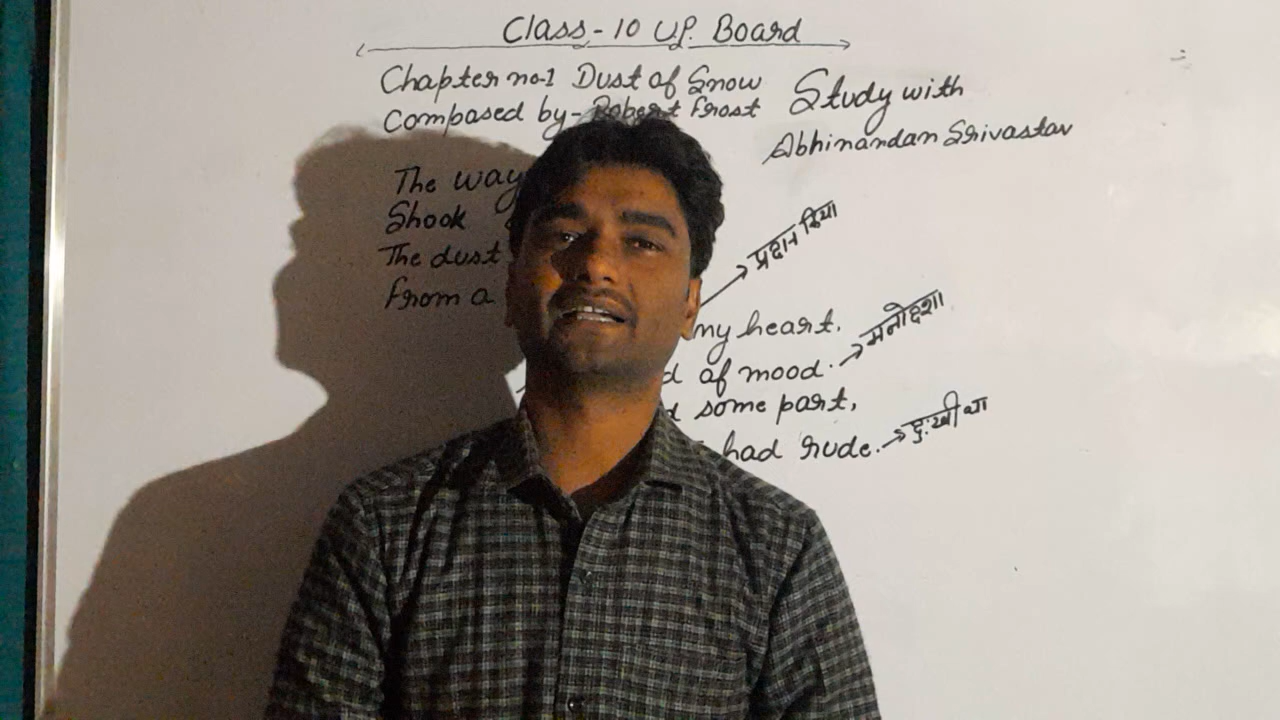 Class-10 U.P. Board
Chapter no-1 Dust of Snow
composed by- Robert Frost
Study with
Abhinandan Srivastav
The way
Shook
The dust
From a
प्रदान किया
my heart.
of mood. → मनोदशा
some part,
had rude. → दुःखी था